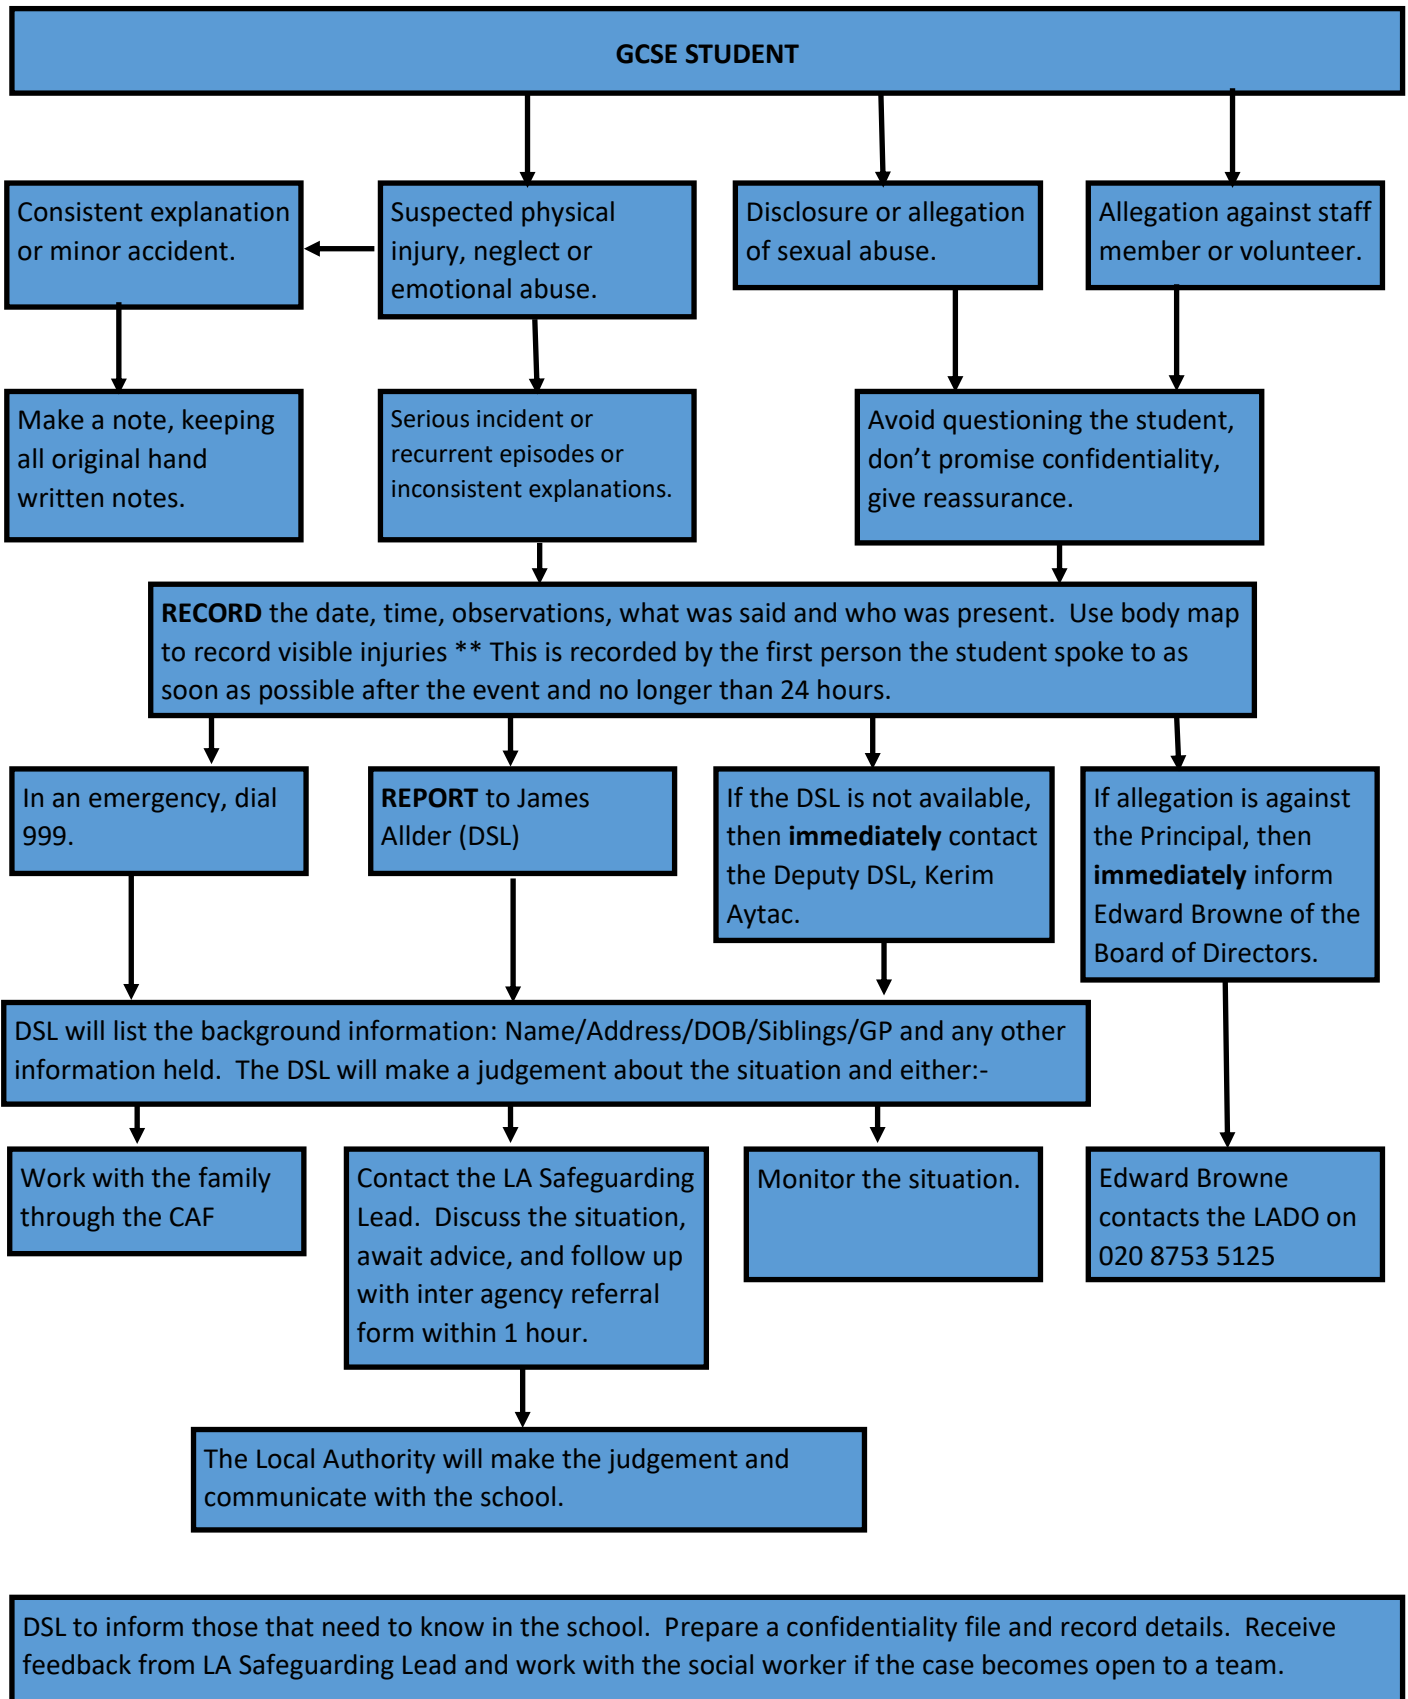 GCSE STUDENT
Consistent explanation
or minor accident.
Suspected physical
injury, neglect or
emotional abuse.
Disclosure or allegation
of sexual abuse.
Allegation against staff
member or volunteer.
Make a note, keeping
all original hand
written notes.
Serious incident or
recurrent episodes or
inconsistent explanations.
Avoid questioning the student,
don’t promise confidentiality,
give reassurance.
RECORD the date, time, observations, what was said and who was present.  Use body map
to record visible injuries ** This is recorded by the first person the student spoke to as
soon as possible after the event and no longer than 24 hours.
In an emergency, dial
999.
REPORT to James
Allder (DSL)
If the DSL is not available,
then immediately contact
the Deputy DSL, Kerim
Aytac.
If allegation is against
the Principal, then
immediately inform
Edward Browne of the
Board of Directors.
DSL will list the background information: Name/Address/DOB/Siblings/GP and any other
information held.  The DSL will make a judgement about the situation and either:-
Work with the family
through the CAF
Contact the LA Safeguarding
Lead.  Discuss the situation,
await advice, and follow up
with inter agency referral
form within 1 hour.
Monitor the situation.
Edward Browne
contacts the LADO on
020 8753 5125
The Local Authority will make the judgement and
communicate with the school.
DSL to inform those that need to know in the school.  Prepare a confidentiality file and record details.  Receive
feedback from LA Safeguarding Lead and work with the social worker if the case becomes open to a team.